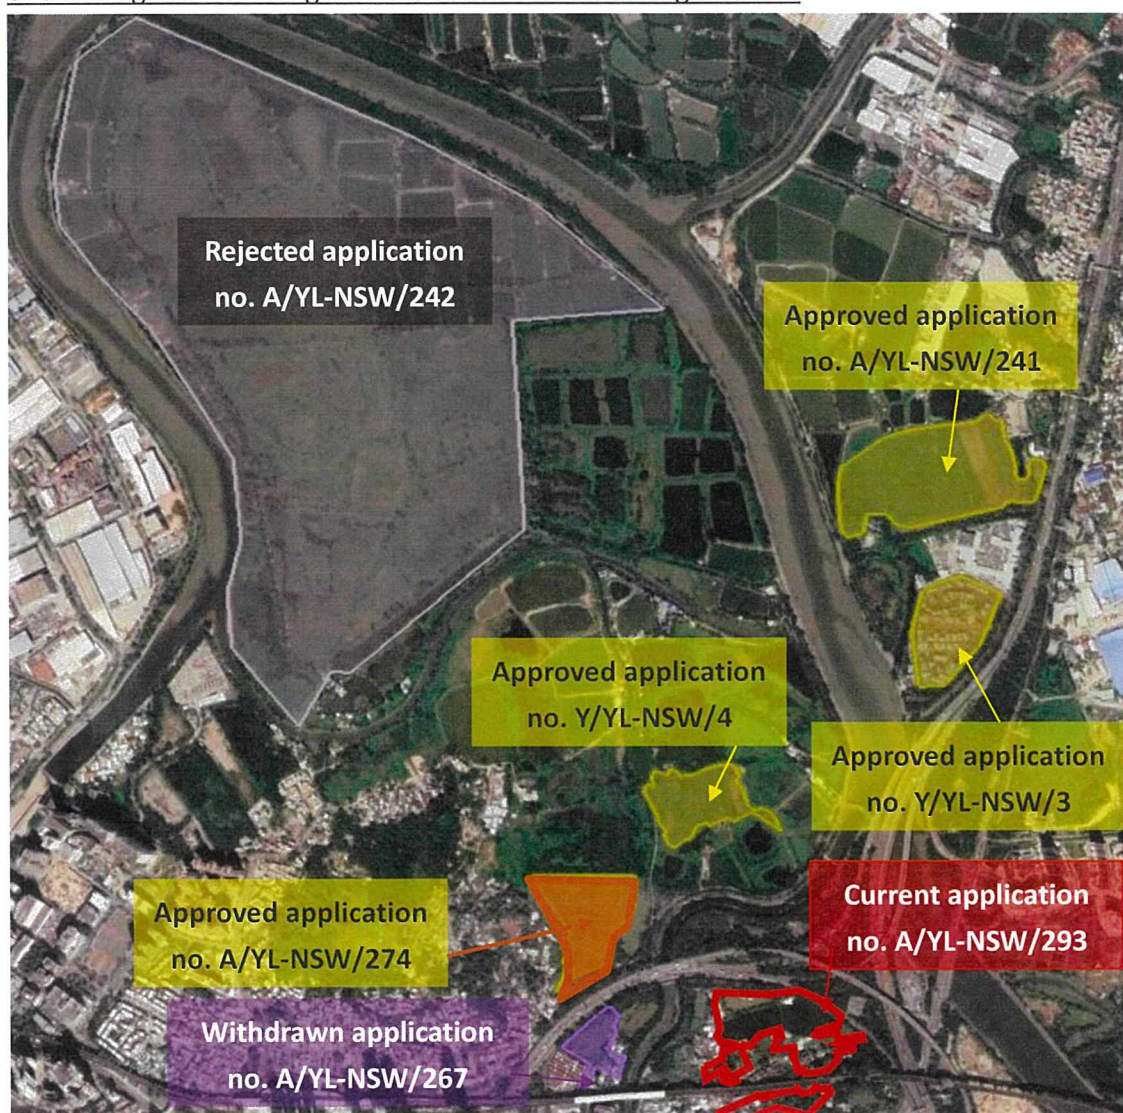 Rejected application
no. A/YL-NSW/242
Approved application
no. A/YL-NSW/241
Approved application
no. Y/YL-NSW/4
Approved application
no. Y/YL-NSW/3
Approved application
no. A/YL-NSW/274
Current application
no. A/YL-NSW/293
Withdrawn application
no. A/YL-NSW/267